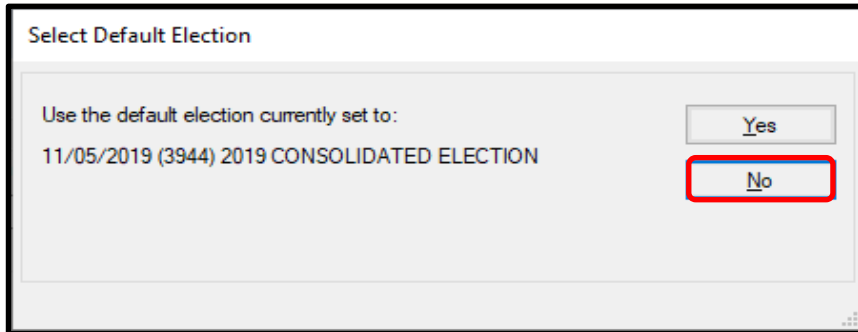 Select Default Election
Use the default election currently set to:
11/05/2019 (3944) 2019 CONSOLIDATED ELECTION
Yes
No